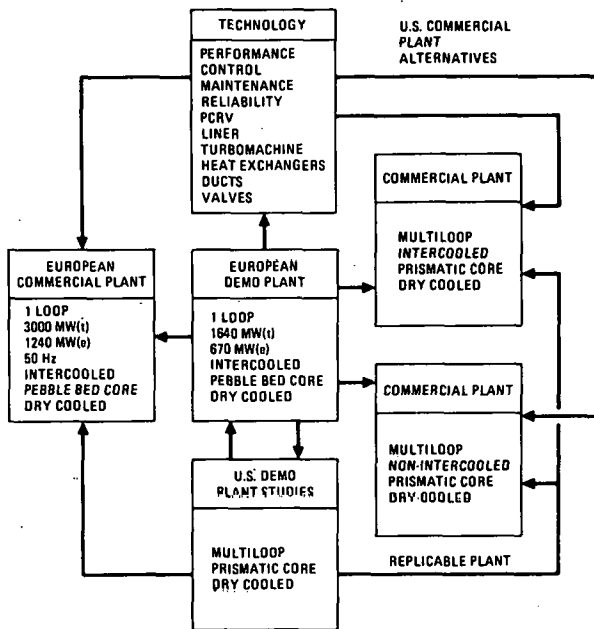 TECHNOLOGY
PERFORMANCE
CONTROL
MAINTENANCE
RELIABILITY
PCRV
LINER
TURBOMACHINE
HEAT EXCHANGERS
DUCTS
VALVES
U.S. COMMERCIAL
PLANT
ALTERNATIVES
COMMERCIAL PLANT
MULTILOOP
INTERCOOLED
PRISMATIC CORE
DRY COOLED
EUROPEAN
COMMERCIAL PLANT
1 LOOP
3000 MW(t)
1240 MW(e)
50 Hz
INTERCOOLED
PEBBLE BED CORE
DRY COOLED
EUROPEAN
DEMO PLANT
1 LOOP
1640 MW(t)
670 MW(e)
INTERCOOLED
PEBBLE BED CORE
DRY COOLED
COMMERCIAL PLANT
MULTILOOP
NON-INTERCOOLED
PRISMATIC CORE
DRY-COOLED
U.S. DEMO
PLANT STUDIES
MULTILOOP
PRISMATIC CORE
DRY COOLED
REPLICABLE PLANT